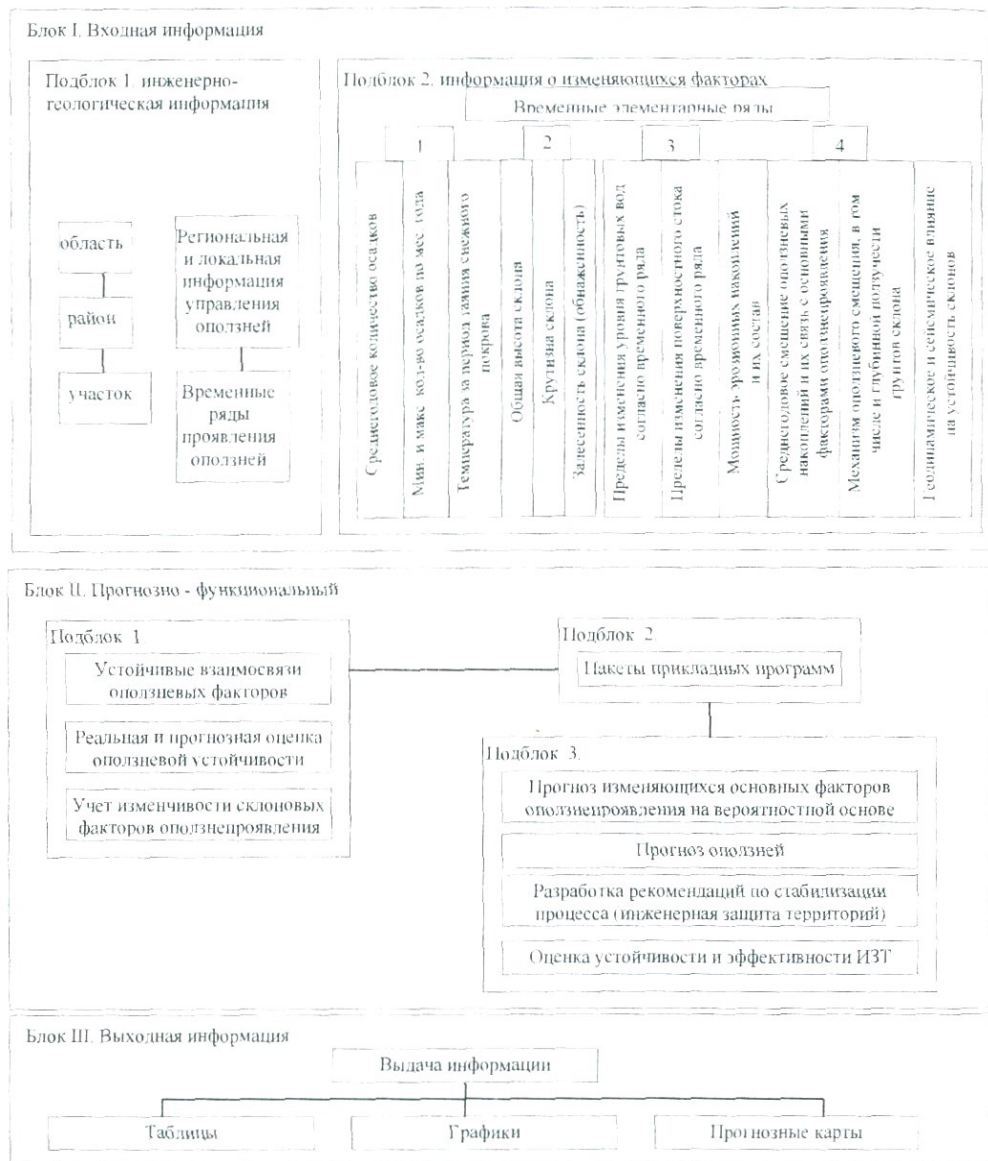 Блок I. Входная информация
Подблок 1. инженерно-
геологическая информация
область
район
участок
Региональная
и локальная
информация
управления
оползней
Временные
ряды
проявления
оползней
Подблок 2. информация о изменяющихся факторах
Временные элементарные ряды
1
2
3
4
Среднегодовое количество осадков
Мин. и макс. кол-во осадков по мес. года
Температура за период таяния снежного
покрова
Общая высота склона
Крутизна склона
Залесенность склона (обнаженность)
Пределы изменения уровня грунтовых вод
согласно временного ряда
Пределы изменения поверхностного стока
согласно временного ряда
Мощность эрозионных накоплений
и их состав
Среднегодовое смещение оползневых
накоплений и их связь с основными
факторами оползнепроявления
Механизм оползневого смещения, в том
числе и глубинной ползучести
грунтов склона
Геодинамическое и сейсмическое влияние
на устойчивость склонов
Блок II. Прогнозно - функциональный
Подблок 1
Устойчивые взаимосвязи
оползневых факторов
Реальная и прогнозная оценка
оползневой устойчивости
Учет изменчивости склоновых
факторов оползнепроявления
Подблок 2
Пакеты прикладных программ
Подблок 3.
Прогноз изменяющихся основных факторов
оползнепроявления на вероятностной основе
Прогноз оползней
Разработка рекомендаций по стабилизации
процесса (инженерная защита территорий)
Оценка устойчивости и эффективности ИЗТ
Блок III. Выходная информация
Выдача информации
Таблицы
Графики
Прогнозные карты